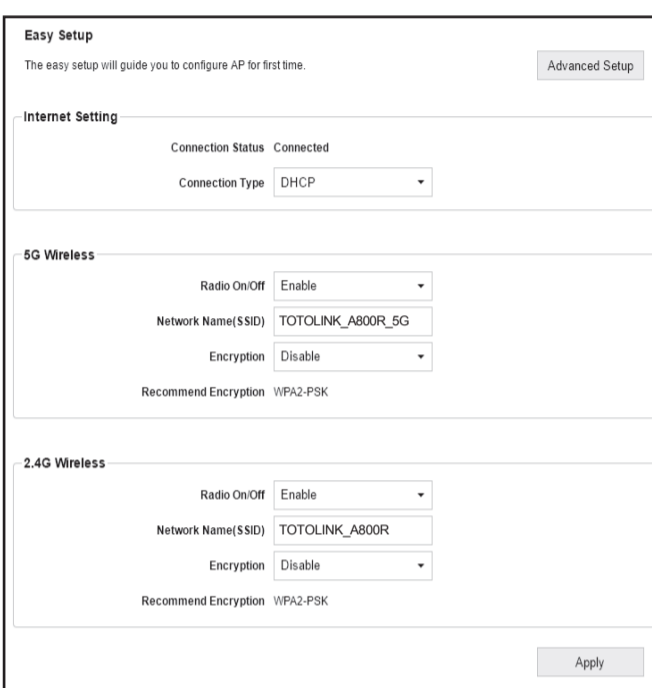 Easy Setup
The easy setup will guide you to configure AP for first time.
Advanced Setup
Internet Setting
Connection Status Connected
Connection Type DHCP
5G Wireless
Radio On/Off Enable
Network Name(SSID) TOTOLINK_A800R_5G
Encryption Disable
Recommend Encryption WPA2-PSK
2.4G Wireless
Radio On/Off Enable
Network Name(SSID) TOTOLINK_A800R
Encryption Disable
Recommend Encryption WPA2-PSK
Apply